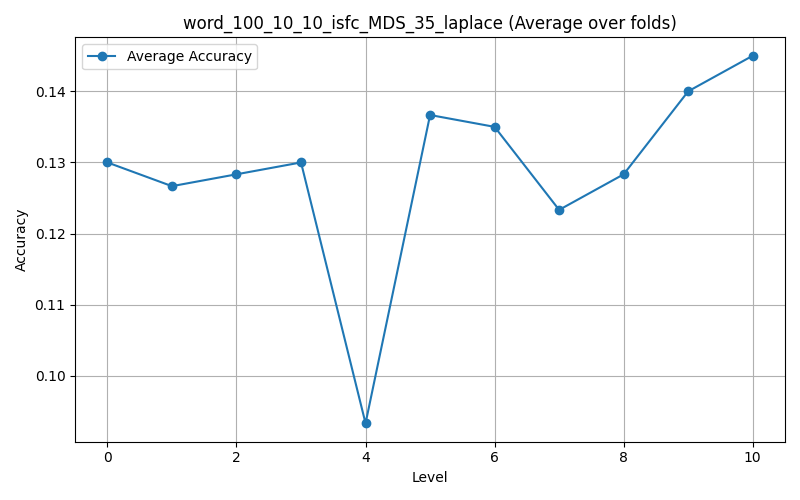 word_100_10_10_isfc_MDS_35_laplace (Average over folds)
Average Accuracy
0.14
0.13
0.12
0.11
0.10
Accuracy
0 2 4 6 8 10
Level